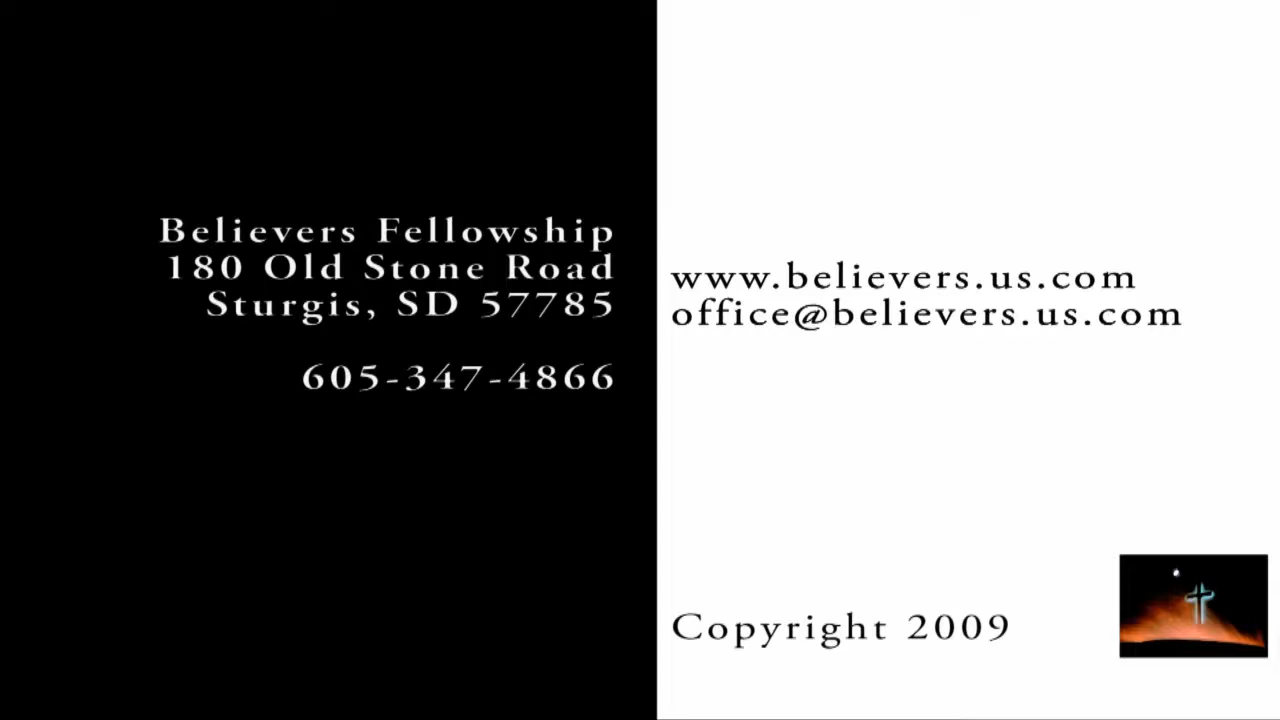 Believers Fellowship
180 Old Stone Road
Sturgis, SD 57785
605-347-4866
www.believers.us.com
office@believers.us.com
Copyright 2009